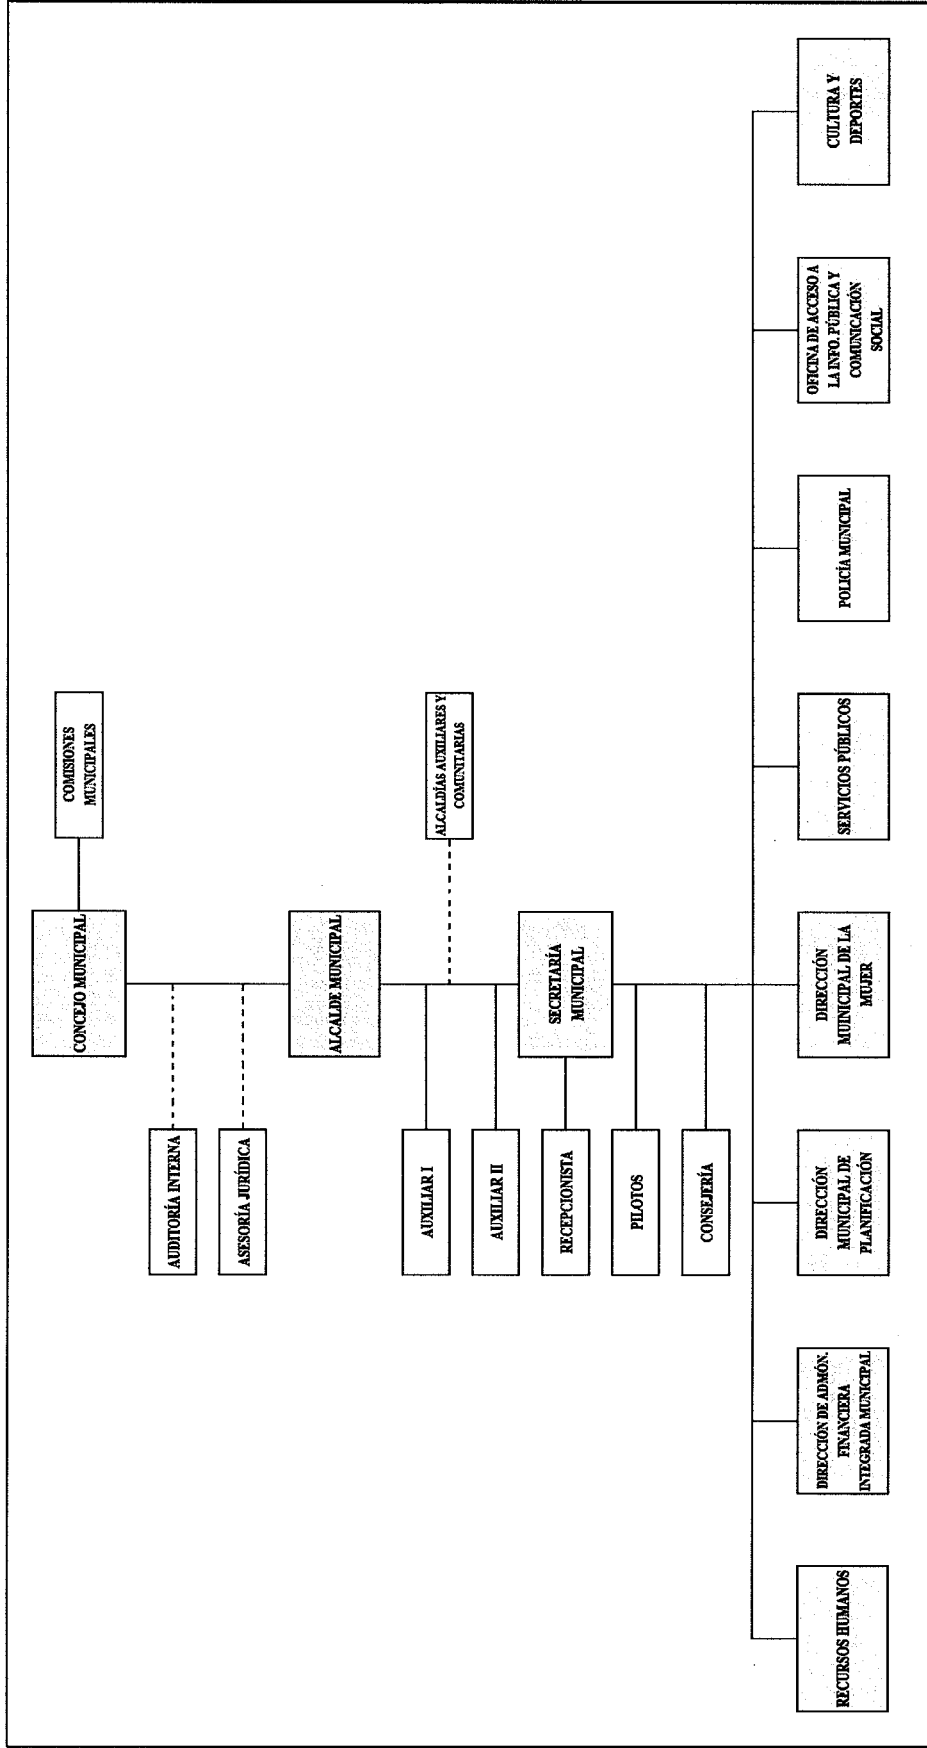 CONCEJO MUNICIPAL
COMISIONES
MUNICIPALES
AUDITORÍA INTERNA
ASESORÍA JURÍDICA
ALCALDE MUNICIPAL
ALCALDÍAS AUXILIARES Y
COMUNITARIAS
AUXILIAR I
AUXILIAR II
SECRETARÍA
MUNICIPAL
RECEPCIONISTA
PILOTOS
CONSEJERÍA
RECURSOS HUMANOS
DIRECCIÓN DE ADMÓN.
FINANCIERA
INTEGRADA MUNICIPAL
DIRECCIÓN
MUNICIPAL DE
PLANIFICACIÓN
DIRECCIÓN
MUINICIPAL DE LA
MUJER
SERVICIOS PÚBLICOS
POLICÍA MUNICIPAL
OFICINA DE ACCESO A
LA INFO. PÚBLICA Y
COMUNICACIÓN
SOCIAL
CULTURA Y
DEPORTES